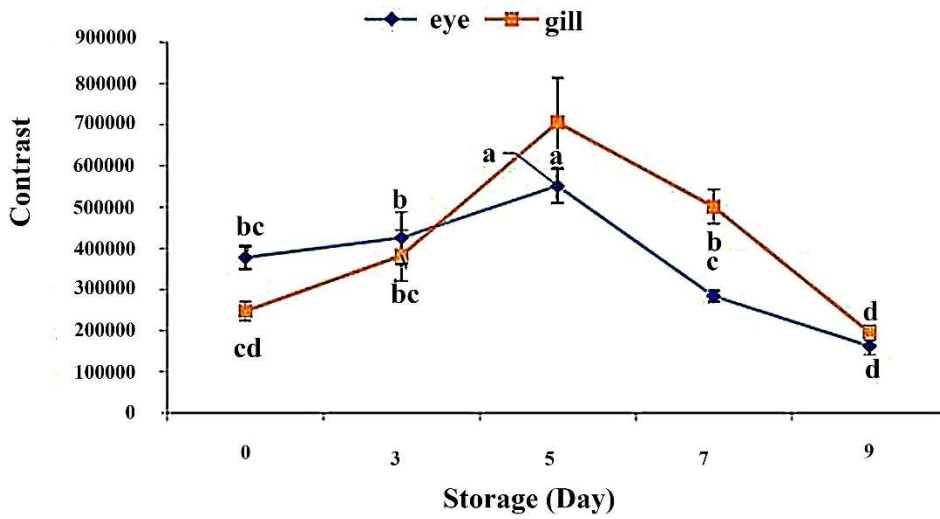 eye gill
900000
800000
700000
600000
500000
400000
300000
200000
100000
0
Contrast
bc
cd
b
bc
a
a
b
c
d
d
0 3 5 7 9
Storage (Day)